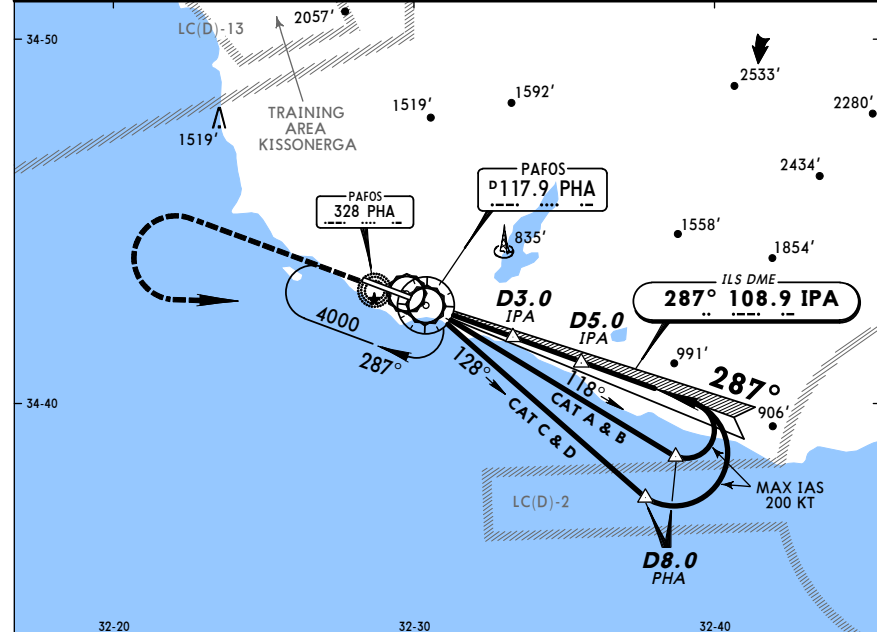 34-50
LC(D)-13
2057'
2533'
2280'
1519'
1592'
1519'
TRAINING
AREA
KISSONERGA
2434'
PAFOS
D117.9 PHA
PAFOS
328 PHA
1558'
835'
1854'
ILS DME
287° 108.9 IPA
D3.0
IPA
D5.0
IPA
4000
287°
991'
287°
128°
118°
CAT A & B
CAT C & D
34-40
906'
MAX IAS
200 KT
LC(D)-2
D8.0
PHA
32-20
32-30
32-40